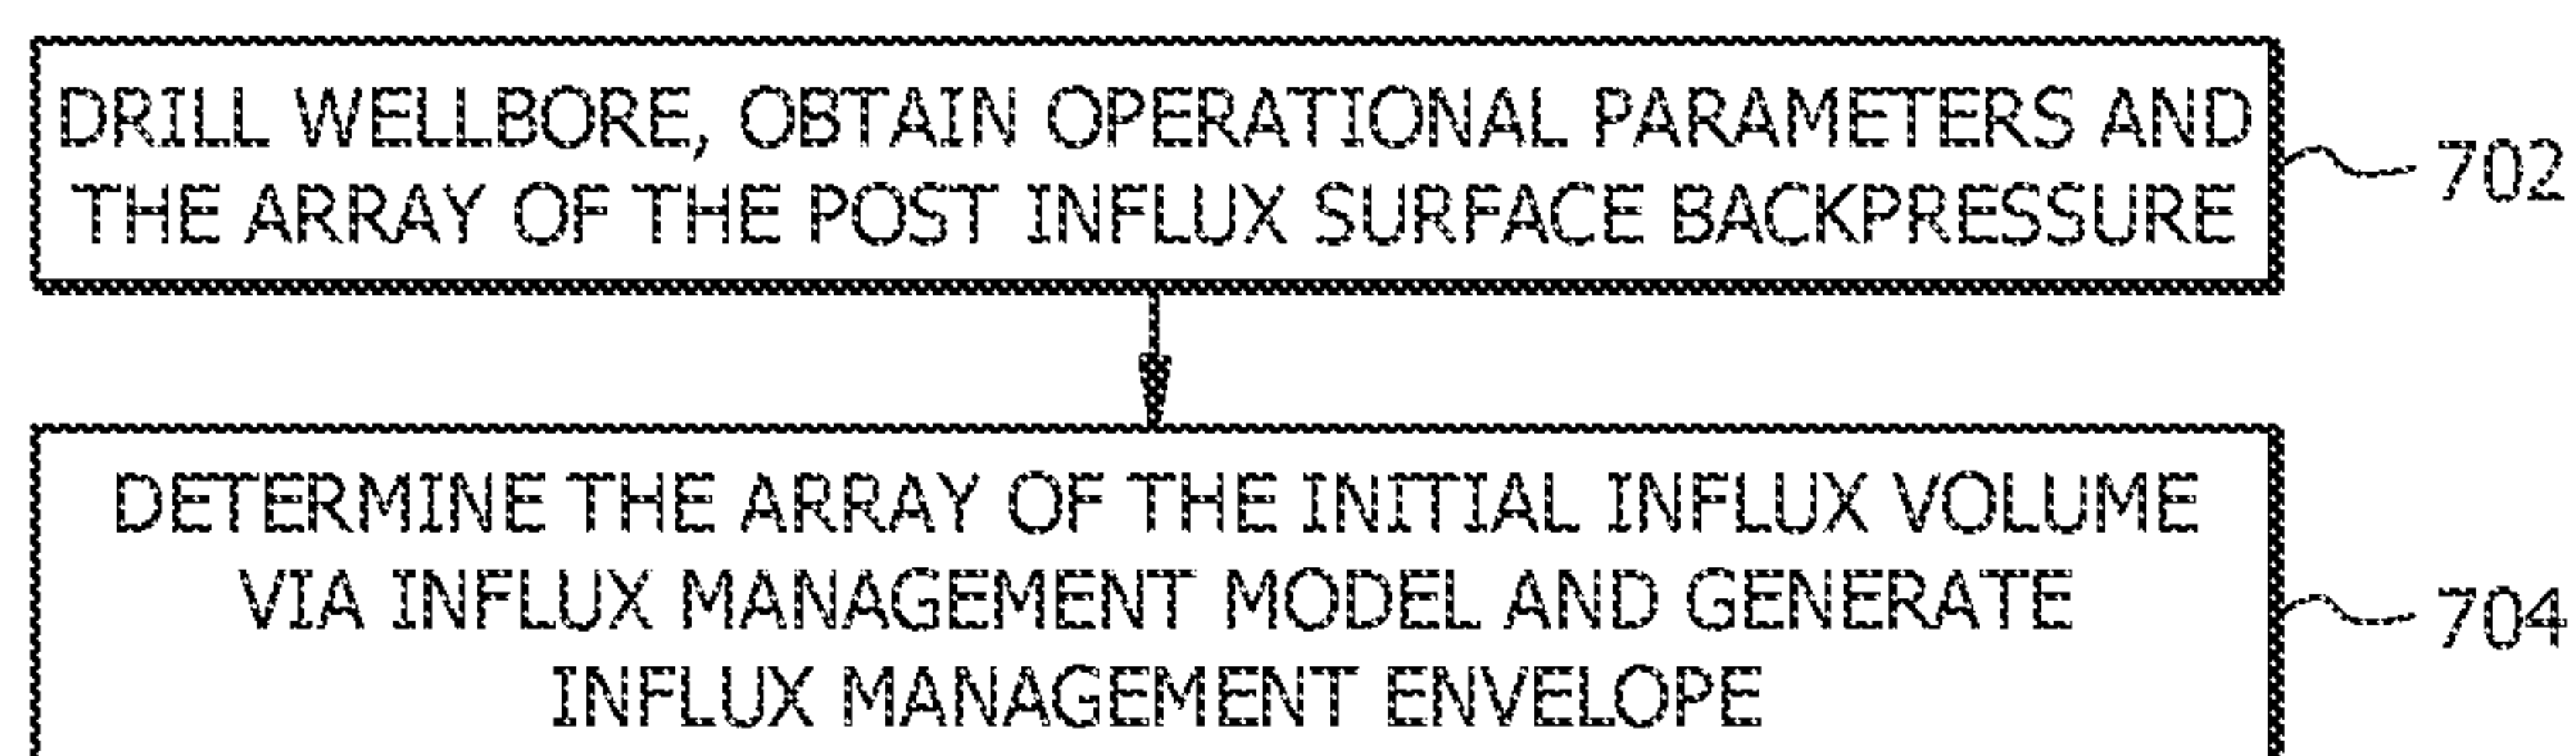 DRILL WELLBORE, OBTAIN OPERATIONAL PARAMETERS AND
THE ARRAY OF THE POST INFLUX SURFACE BACKPRESSURE
702
DETERMINE THE ARRAY OF THE INITIAL INFLUX VOLUME
VIA INFLUX MANAGEMENT MODEL AND GENERATE
INFLUX MANAGEMENT ENVELOPE
704